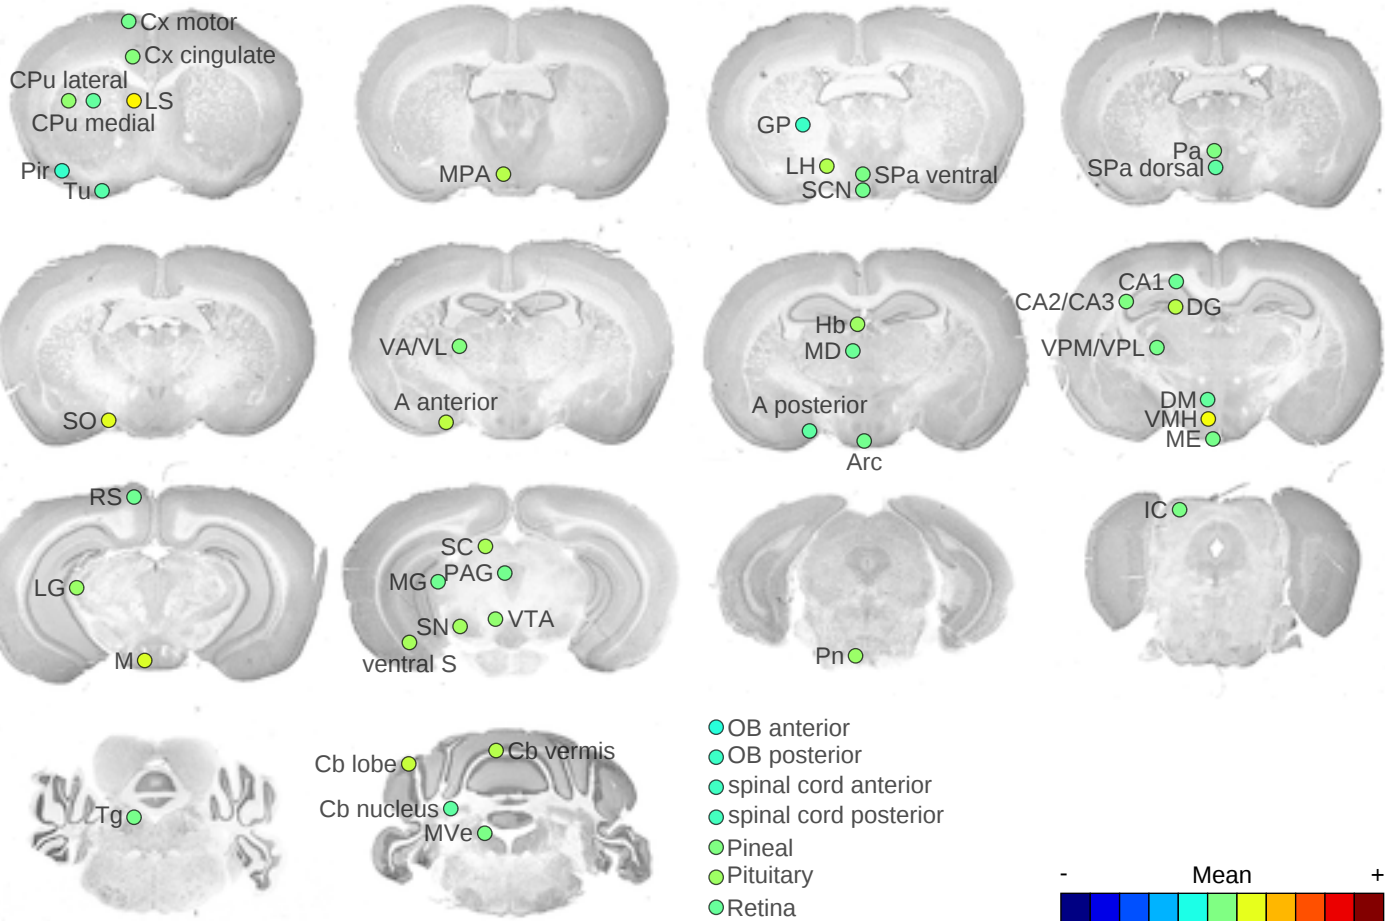 Cx motor
Cx cingulate
CPu lateral
LS
CPu medial
Pir
Tu
MPA
GP
LH
SPa ventral
SCN
Pa
SPa dorsal
SO
VA/VL
A anterior
Hb
MD
A posterior
Arc
CA1
CA2/CA3
DG
VPM/VPL
DM
VMH
ME
RS
LG
M
SC
MG
PAG
SN
VTA
ventral S
Pn
IC
Tg
Cb lobe
Cb vermis
Cb nucleus
MVe
OB anterior
OB posterior
spinal cord anterior
spinal cord posterior
Pineal
Pituitary
Retina
- Mean +